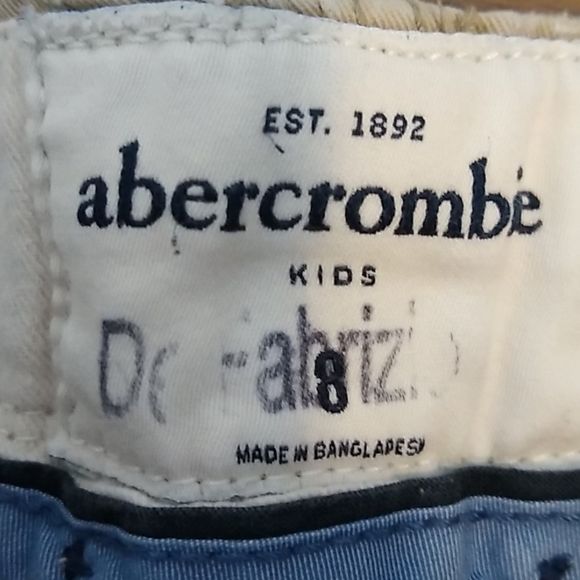 EST. 1892
abercrombie
KIDS
8
MADE IN BANGLADESH